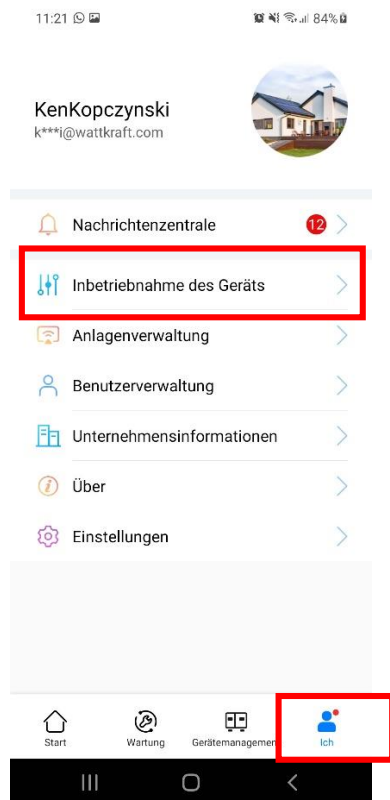 11:21 84%
KenKopczynski
k***i@wattkraft.com
Nachrichtenzentrale 12
Inbetriebnahme des Geräts
Anlagenverwaltung
Benutzerverwaltung
Unternehmensinformationen
Über
Einstellungen
Start Wartung Gerätemanagemen Ich